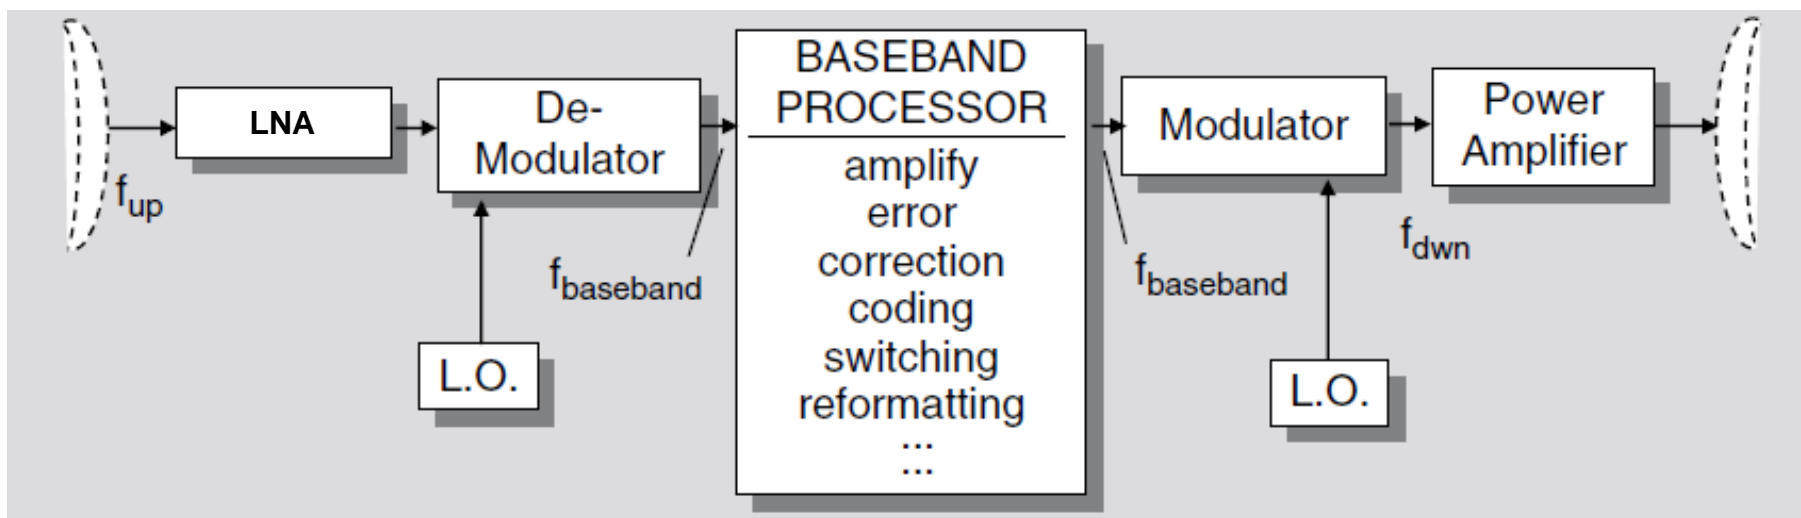 LNA
f_up
De-
Modulator
L.O.
f_baseband
BASEBAND
PROCESSOR
amplify
error
correction
coding
switching
reformatting
...
...
f_baseband
Modulator
L.O.
f_dwn
Power
Amplifier